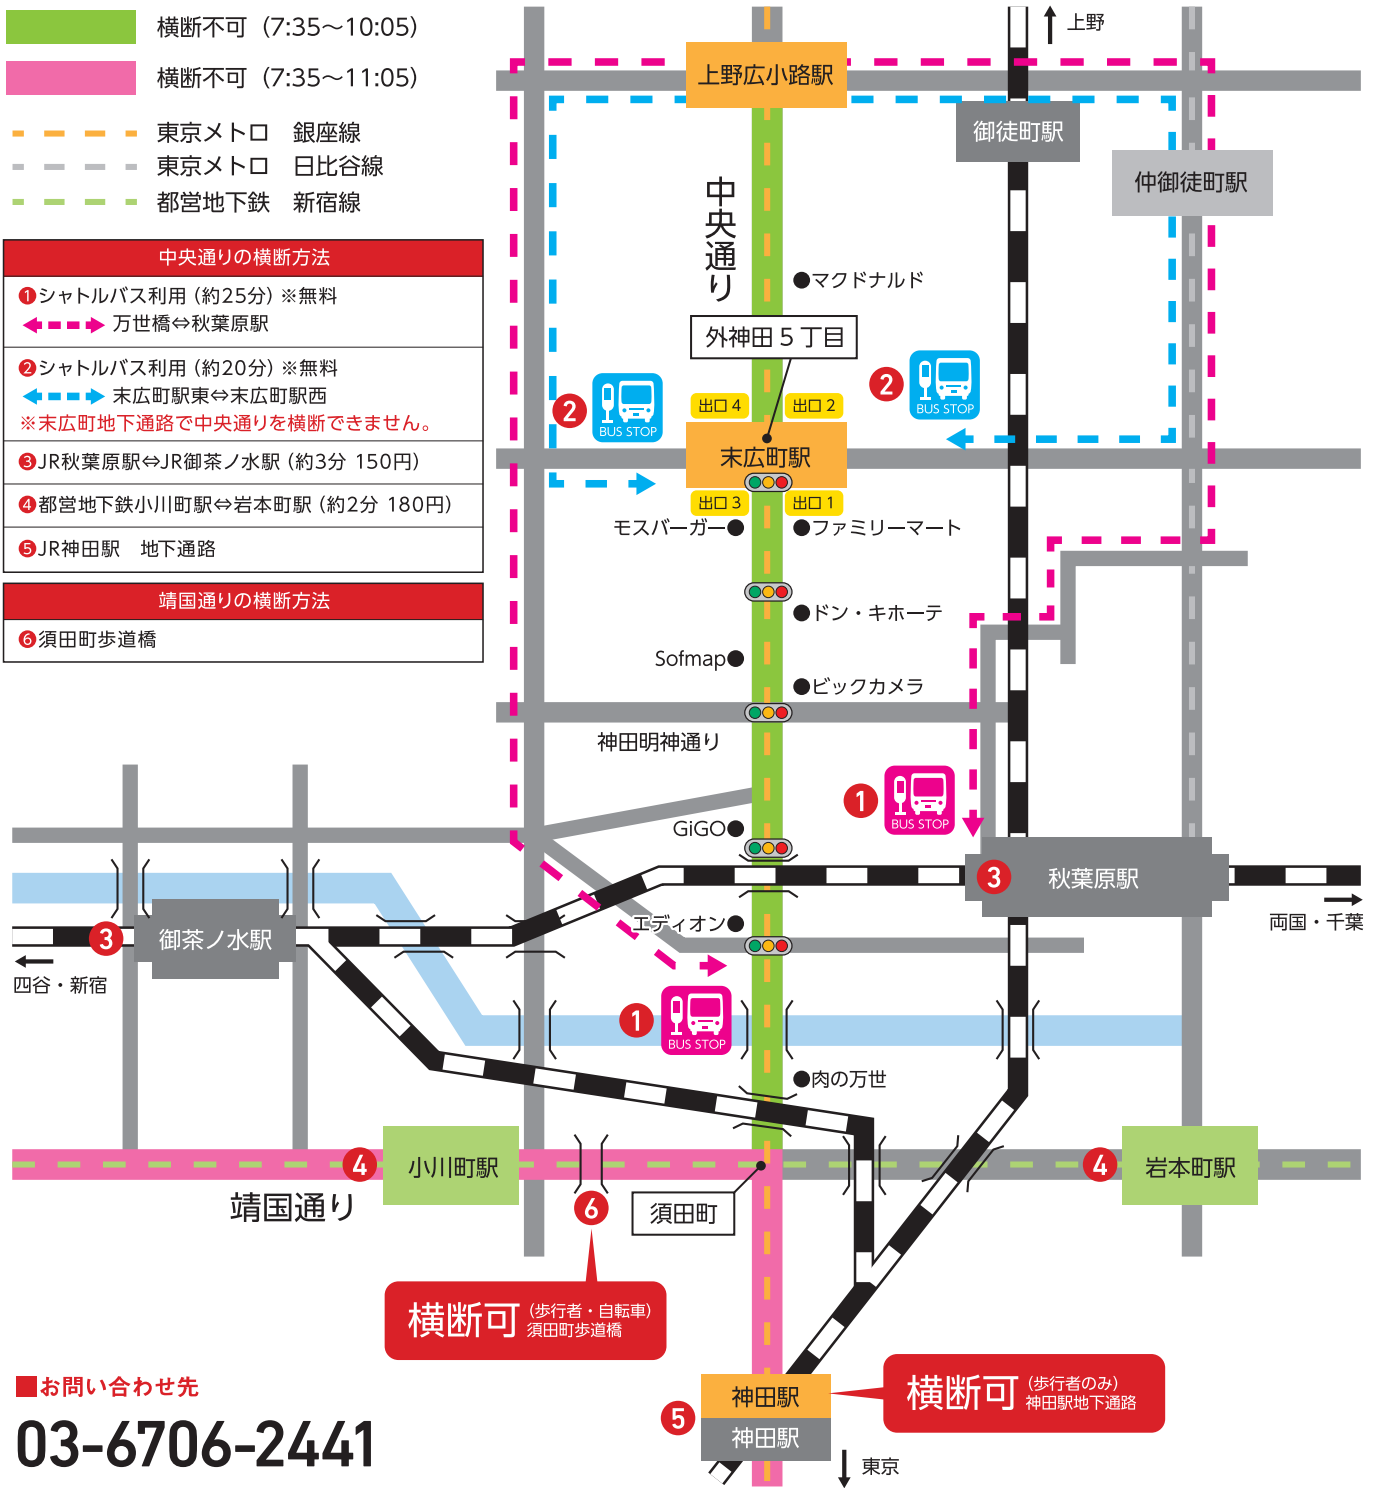 横断不可（7:35〜10:05）
横断不可（7:35〜11:05）
東京メトロ　銀座線
東京メトロ　日比谷線
都営地下鉄　新宿線
中央通りの横断方法
1 シャトルバス利用（約25分）※無料
万世橋⇔秋葉原駅
2 シャトルバス利用（約20分）※無料
末広町駅東⇔末広町駅西
※末広町地下通路で中央通りを横断できません。
3 JR秋葉原駅⇔JR御茶ノ水駅（約3分 150円）
4 都営地下鉄小川町駅⇔岩本町駅（約2分 180円）
5 JR神田駅　地下通路
靖国通りの横断方法
6 須田町歩道橋
上野
上野広小路駅
御徒町駅
仲御徒町駅
中央通り
マクドナルド
外神田５丁目
2
BUS STOP
2
BUS STOP
出口 4
出口 2
末広町駅
出口 3
出口 1
モスバーガー
ファミリーマート
ドン・キホーテ
Sofmap
ビックカメラ
神田明神通り
1
BUS STOP
GiGO
3
秋葉原駅
両国・千葉
エディオン
3
御茶ノ水駅
四谷・新宿
1
BUS STOP
肉の万世
4
小川町駅
4
岩本町駅
靖国通り
6
須田町
横断可（歩行者・自転車）
須田町歩道橋
横断可（歩行者のみ）
神田駅地下通路
5
神田駅
神田駅
東京
■お問い合わせ先
03-6706-2441